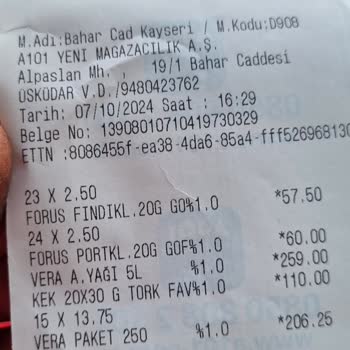 M.Adı:Bahar Cad Kayseri / M.Kodu:D908
A101 YENİ MAGAZACILIK A.Ş.
Alpaslan Mh. , 19/1 Bahar Caddesi
ÜSKÜDAR V.D./9480423762
Tarih: 07/10/2024 Saat : 16:29
Belge No: 13908010710419730329
ETTN :8086455f-ea38-4da6-85a4-fff526968130
23 X 2.50
FORUS FINDIKL.20G GO%1.0 *57.50
24 X 2.50
FORUS PORTKL.20G GOF%1.0 *60.00
VERA A.YAĞI 5L %1.0 *259.00
KEK 20X30 G TORK FAV%1.0 *110.00
15 X 13.75
VERA PAKET 250 %1.0 *206.25